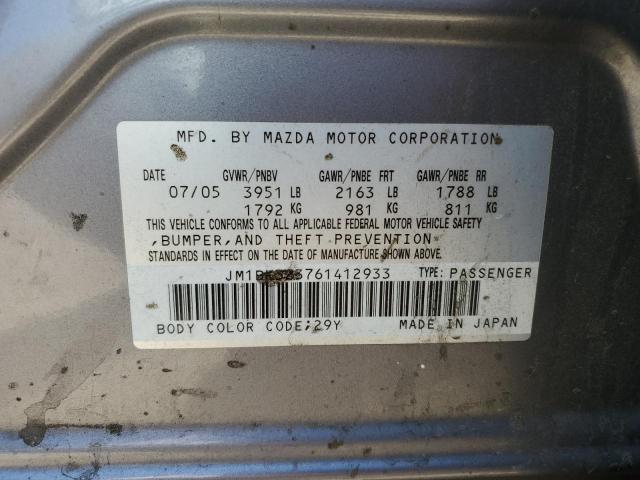 MFD. BY MAZDA MOTOR CORPORATION
DATE GVWR/PNBV GAWR/PNBE FRT GAWR/PNBE RR
07/05 3951 LB 2163 LB 1788 LB
1792 KG 981 KG 811 KG
THIS VEHICLE CONFORMS TO ALL APPLICABLE FEDERAL MOTOR VEHICLE SAFETY
,BUMPER,AND THEFT PREVENTION
STANDARDS IN EFFECT ON THE DATE OF MANUFACTURE SHOWN ABOVE.
TYPE: PASSENGER
BODY COLOR CODE;29Y MADE IN JAPAN